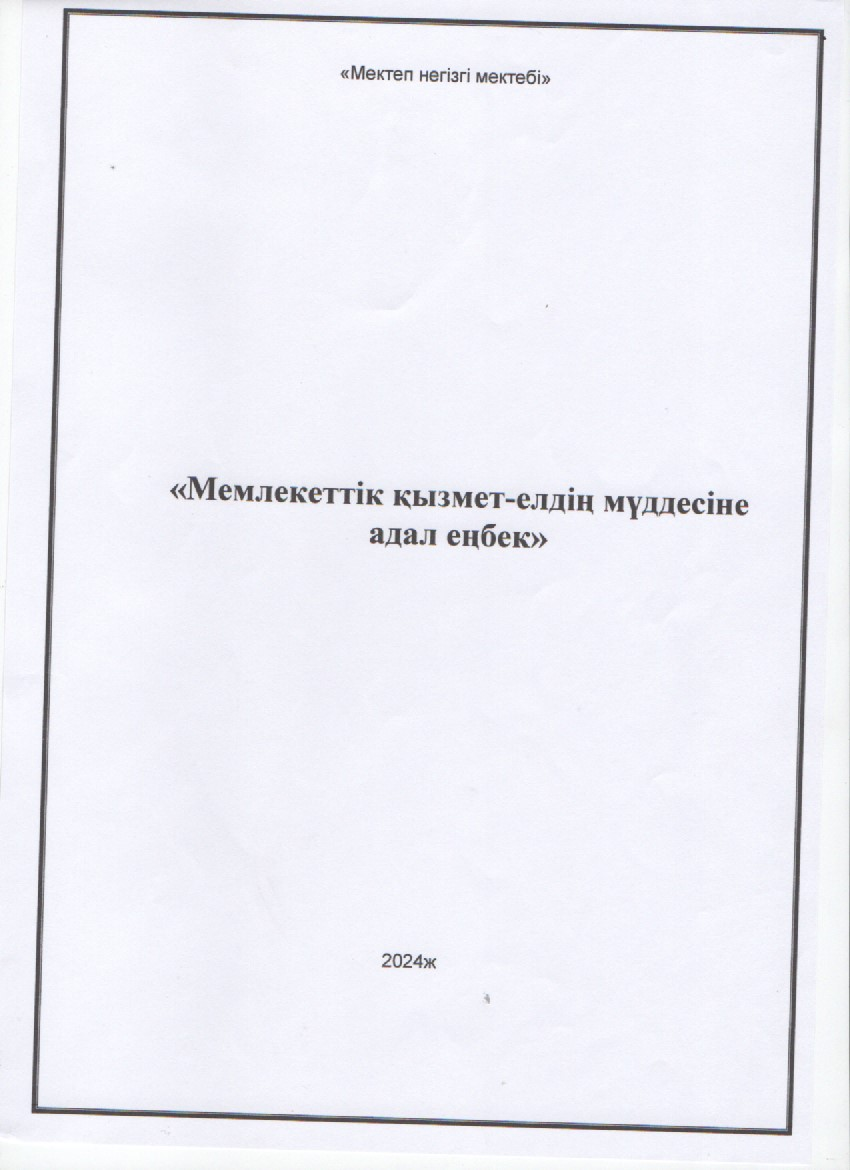 «Мектеп негізгі мектебі»
«Мемлекеттік қызмет-елдің мүддесіне
адал еңбек»
2024ж